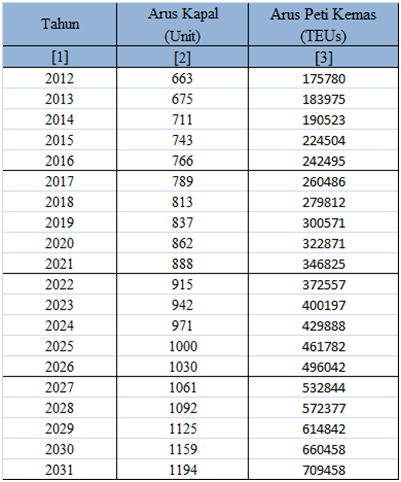 Tahun Arus Kapal (Unit) Arus Peti Kemas (TEUs)
[1] [2] [3]
2012 663 175780
2013 675 183975
2014 711 190523
2015 743 224504
2016 766 242495
2017 789 260486
2018 813 279812
2019 837 300571
2020 862 322871
2021 888 346825
2022 915 372557
2023 942 400197
2024 971 429888
2025 1000 461782
2026 1030 496042
2027 1061 532844
2028 1092 572377
2029 1125 614842
2030 1159 660458
2031 1194 709458